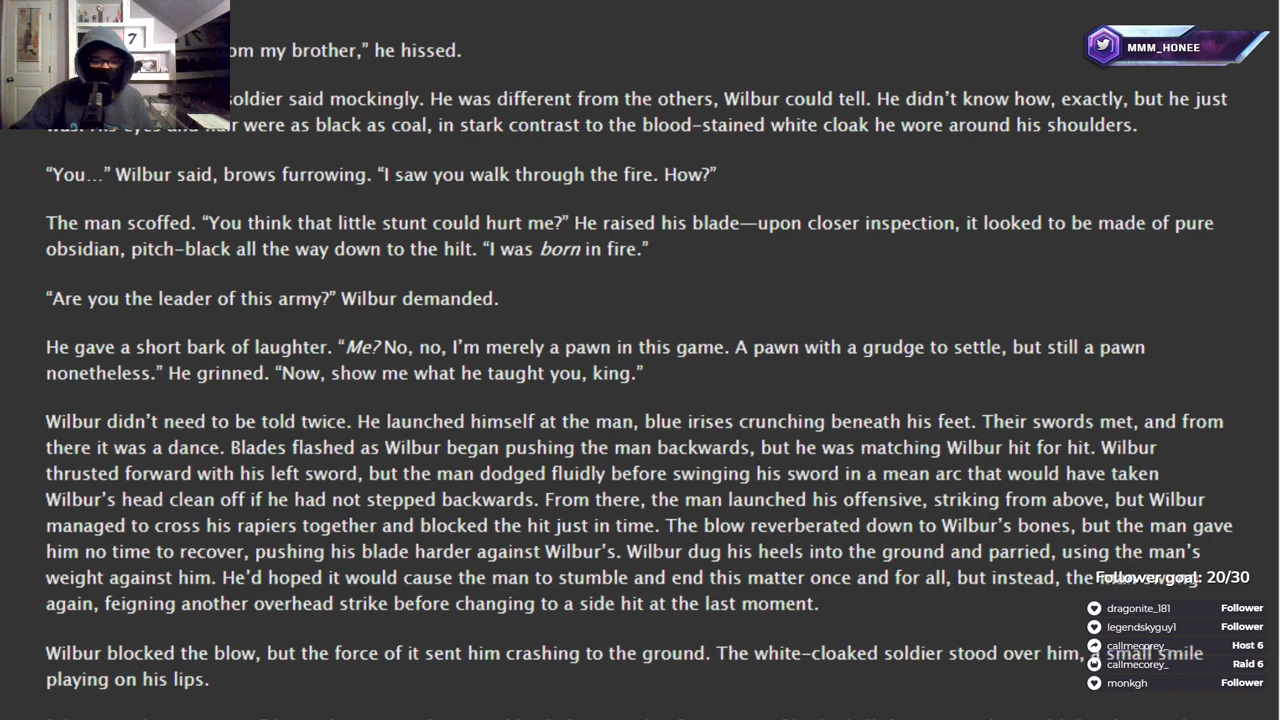 7
MMM_HONEE
om my brother,” he hissed.
soldier said mockingly. He was different from the others, Wilbur could tell. He didn’t know how, exactly, but he just
were as black as coal, in stark contrast to the blood-stained white cloak he wore around his shoulders.
“You…” Wilbur said, brows furrowing. “I saw you walk through the fire. How?”
The man scoffed. “You think that little stunt could hurt me?” He raised his blade—upon closer inspection, it looked to be made of pure
obsidian, pitch-black all the way down to the hilt. “I was born in fire.”
“Are you the leader of this army?” Wilbur demanded.
He gave a short bark of laughter. “Me? No, no, I’m merely a pawn in this game. A pawn with a grudge to settle, but still a pawn
nonetheless.” He grinned. “Now, show me what he taught you, king.”
Wilbur didn’t need to be told twice. He launched himself at the man, blue irises crunching beneath his feet. Their swords met, and from
there it was a dance. Blades flashed as Wilbur began pushing the man backwards, but he was matching Wilbur hit for hit. Wilbur
thrusted forward with his left sword, but the man dodged fluidly before swinging his sword in a mean arc that would have taken
Wilbur’s head clean off if he had not stepped backwards. From there, the man launched his offensive, striking from above, but Wilbur
managed to cross his rapiers together and blocked the hit just in time. The blow reverberated down to Wilbur’s bones, but the man gave
him no time to recover, pushing his blade harder against Wilbur’s. Wilbur dug his heels into the ground and parried, using the man’s
weight against him. He’d hoped it would cause the man to stumble and end this matter once and for all, but instead, the
Follower goal: 20/30
again, feigning another overhead strike before changing to a side hit at the last moment.
dragonite_181 Follower
legendskyguy1 Follower
Wilbur blocked the blow, but the force of it sent him crashing to the ground. The white-cloaked soldier stood over him, a small smile
callmecorey_ Host 6
callmecorey_ Raid 6
playing on his lips.
monkgh Follower